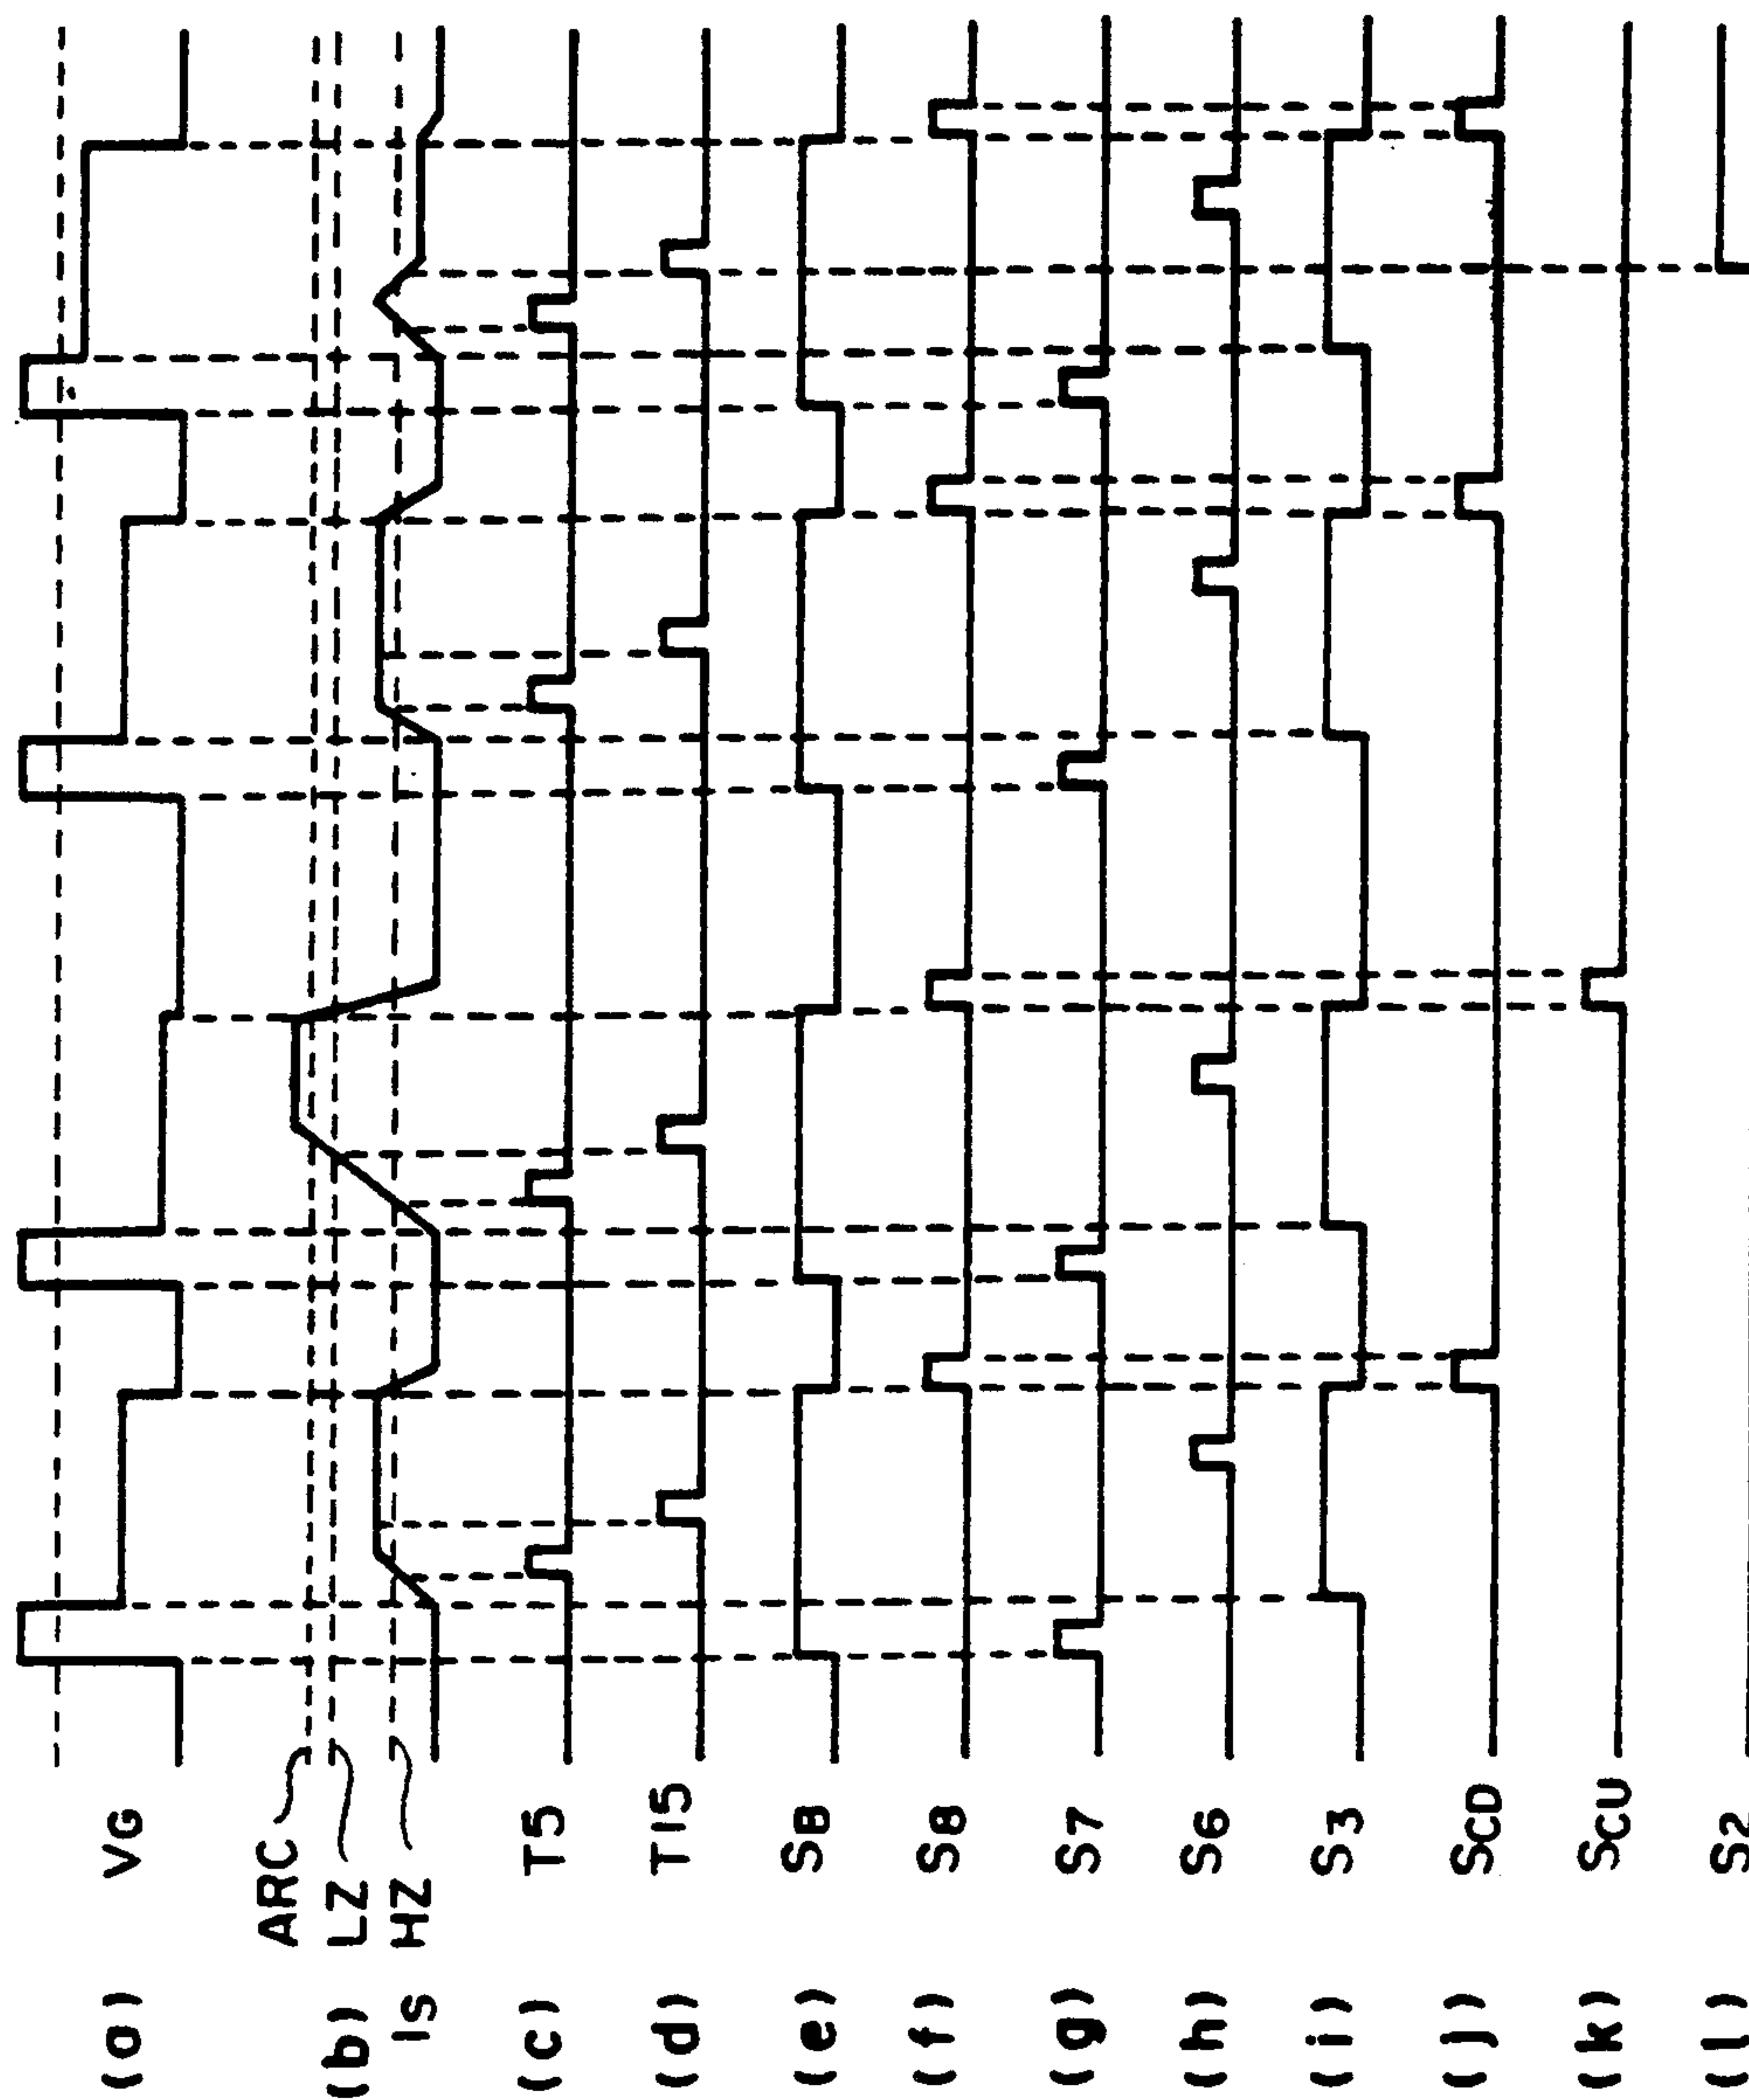 (a) VG
ARC
LZ
(b)
HZ
Is
(c) T5
(d) T15
(e) SB
(f) S8
(g) S7
(h) S6
(i) S3
(j) SCD
(k) SCU
(l) S2